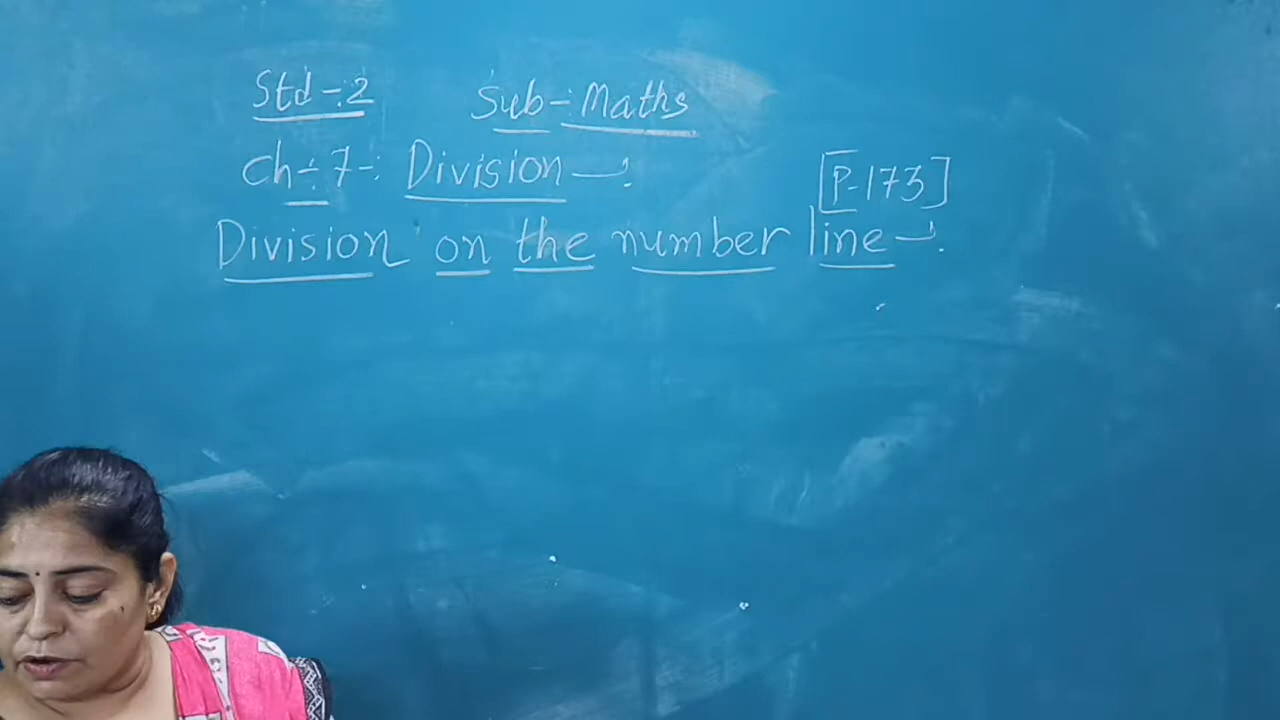 Std-:2 Sub-:Maths
Ch-:7-: Division-:
[P-173]
Division on the number line-: